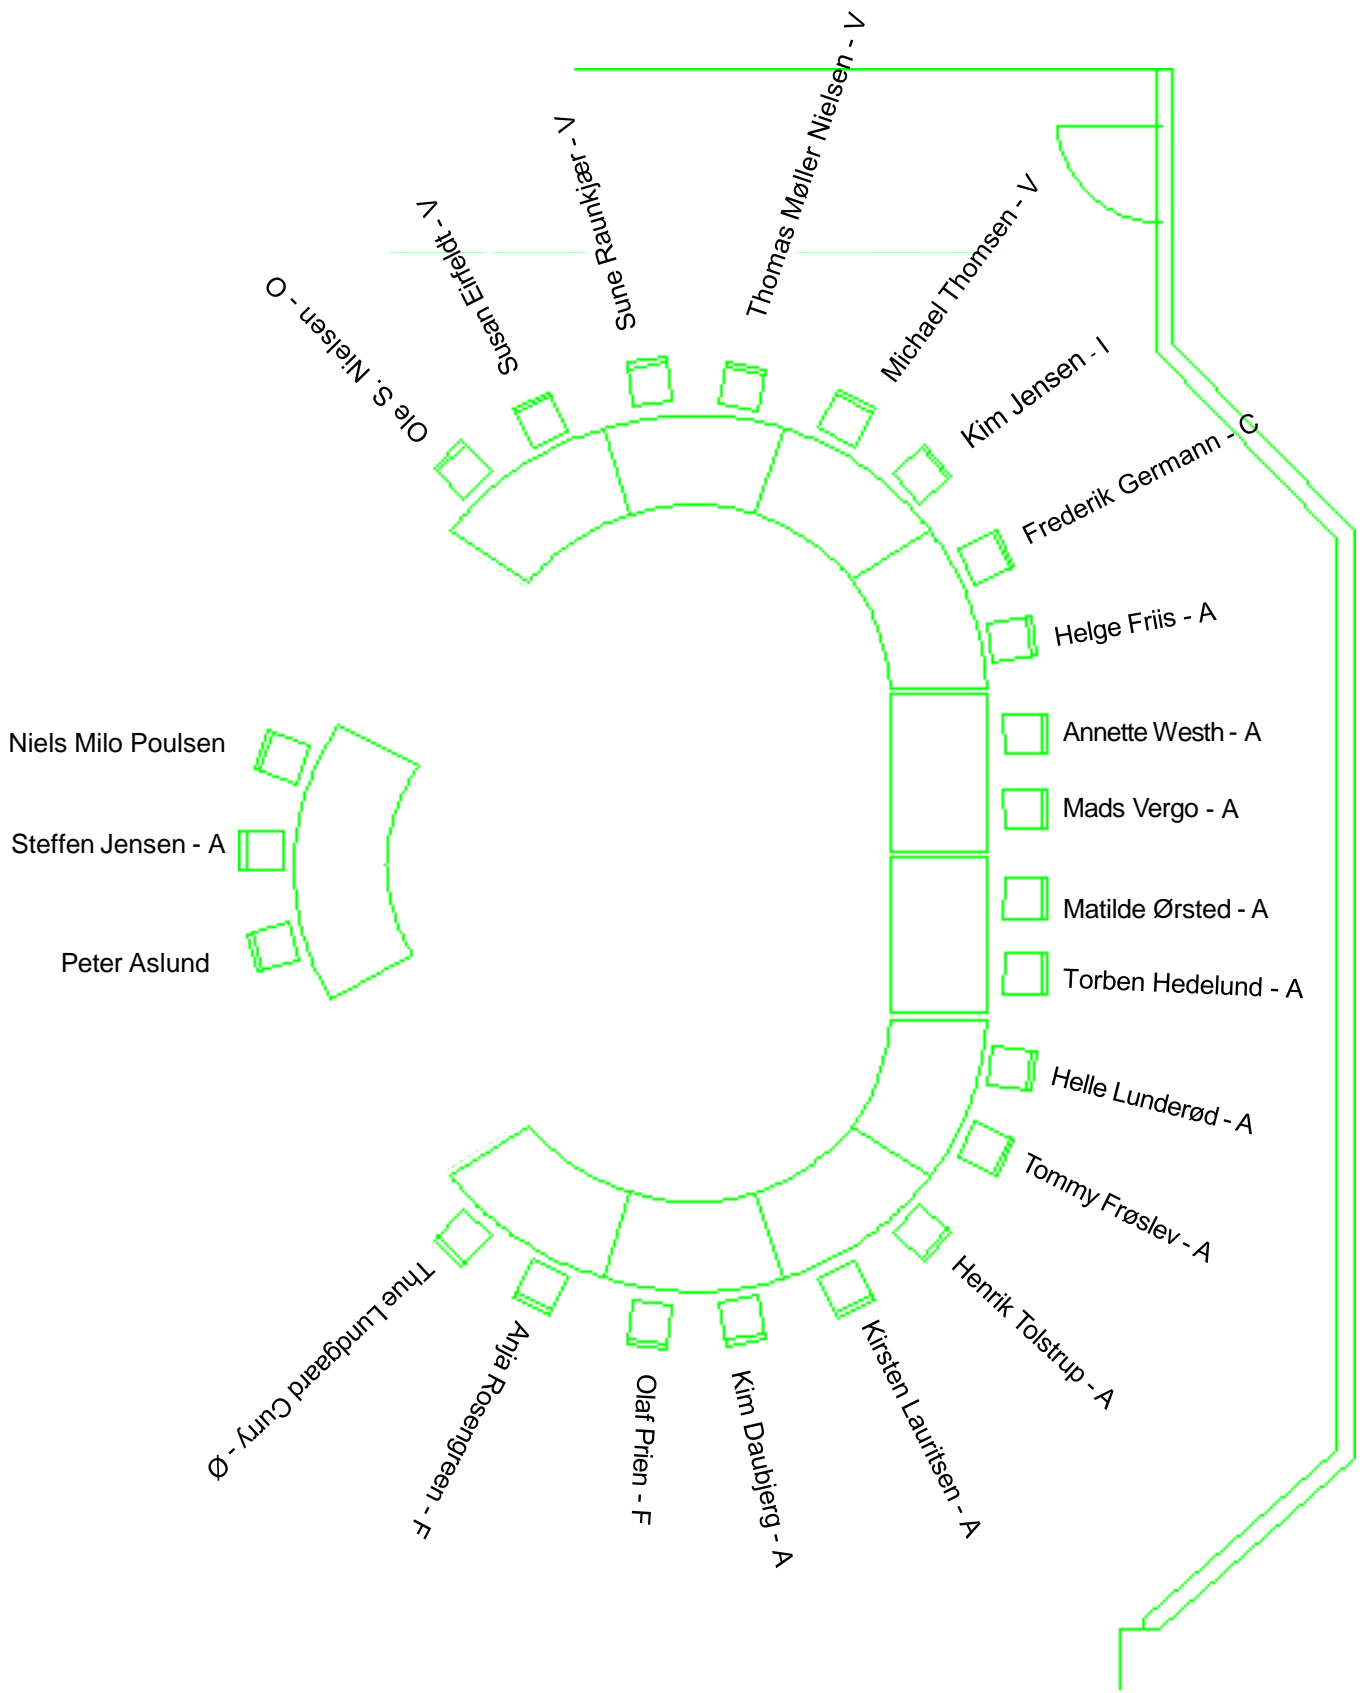 Ole S. Nielsen - O
Susan Eirfeldt - V
Sune Raunkjær - V
Thomas Møller Nielsen - V
Michael Thomsen - V
Kim Jensen - I
Frederik Germann - C
Helge Friis - A
Annette Westh - A
Mads Vergo - A
Matilde Ørsted - A
Torben Hedelund - A
Helle Lunderød - A
Tommy Frøslev - A
Henrik Tolstrup - A
Kirsten Lauritsen - A
Kim Daubjerg - A
Olaf Prien - F
Anja Rosengreen - F
Thue Lundgaard Curry - Ø
Niels Milo Poulsen
Steffen Jensen - A
Peter Aslund